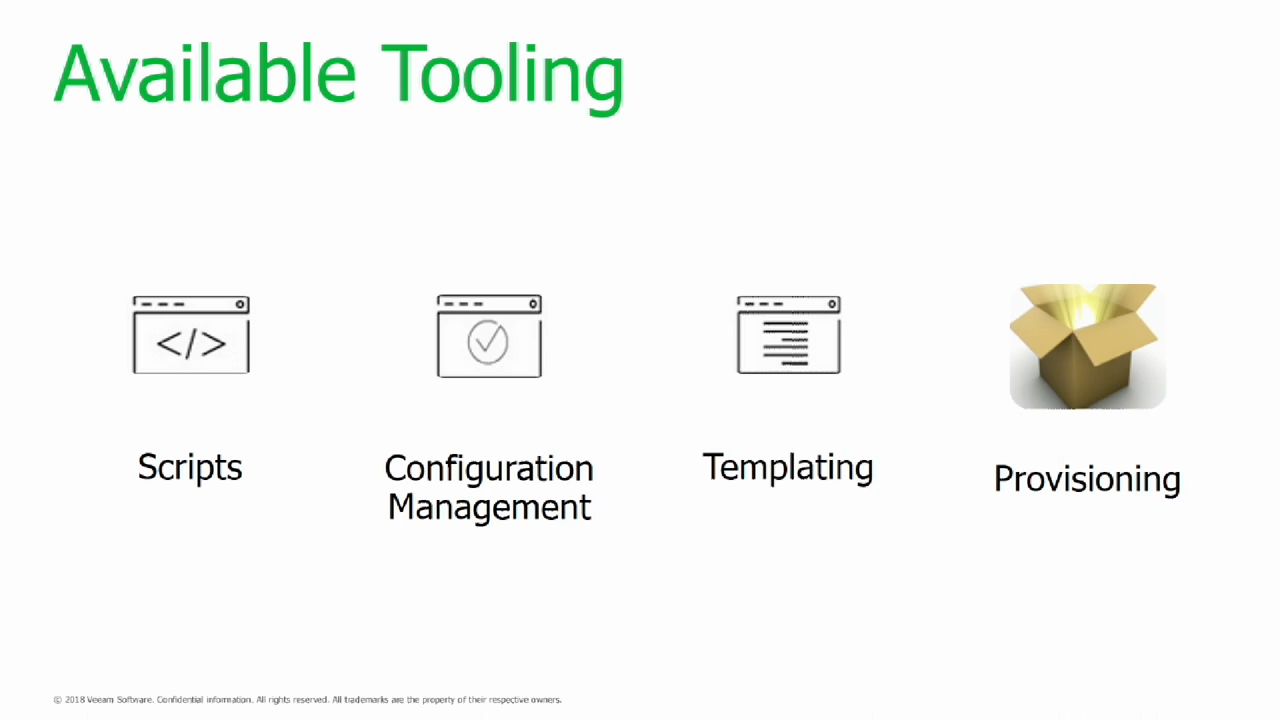 Available Tooling
</>
Scripts
Configuration
Management
Templating
Provisioning
© 2018 Veeam Software. Confidential information. All rights reserved. All trademarks are the property of their respective owners.